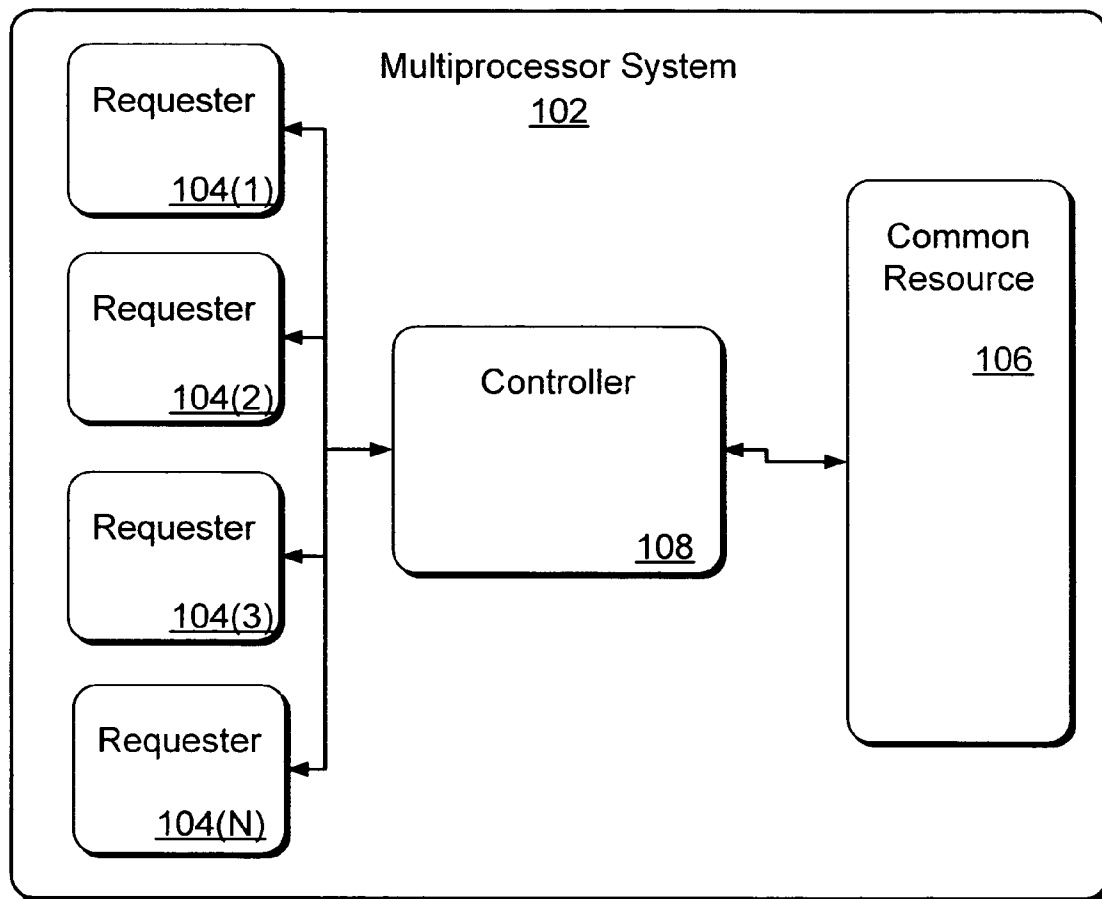 Multiprocessor System
102
Requester
104(1)
Requester
104(2)
Requester
104(3)
Requester
104(N)
Controller
108
Common
Resource
106